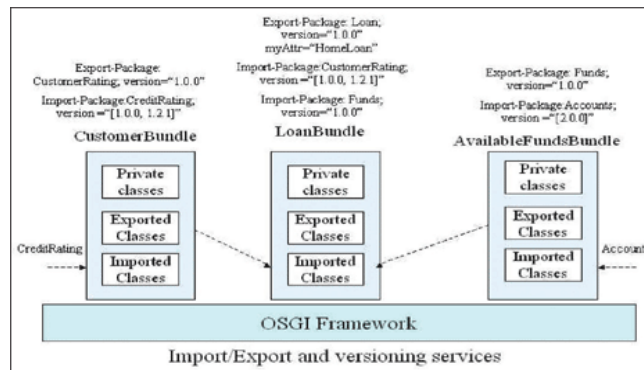 Export-Package: Loan;
version="1.0.0"
myAttr="HomeLoan"
Export-Package:
CustomerRating; version="1.0.0"
Import-Package:CustomerRating;
version ="[1.0.0, 1.2.1]"
Export-Package: Funds;
version="1.0.0"
Import-Package:CreditRating;
version ="[1.0.0, 1.2.1]"
Import-Package: Funds;
version="1.0.0"
Import-Package:Accounts;
version ="[2.0.0]"
CustomerBundle
LoanBundle
AvailableFundsBundle
Private
classes
Exported
Classes
Imported
Classes
Private
classes
Exported
Classes
Imported
Classes
Private
classes
Exported
Classes
Imported
Classes
CreditRating
Account
OSGI Framework
Import/Export and versioning services